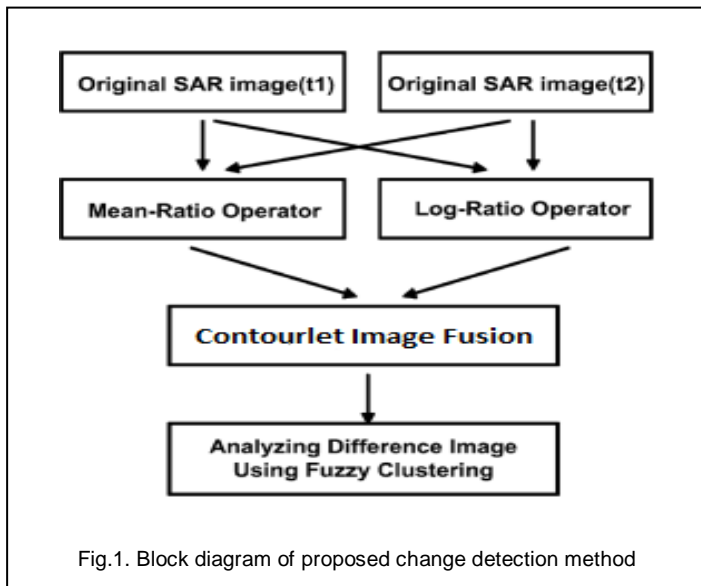 Original SAR image(t1)
Original SAR image(t2)
Mean-Ratio Operator
Log-Ratio Operator
Contourlet Image Fusion
Analyzing Difference Image
Using Fuzzy Clustering
Fig.1. Block diagram of proposed change detection method